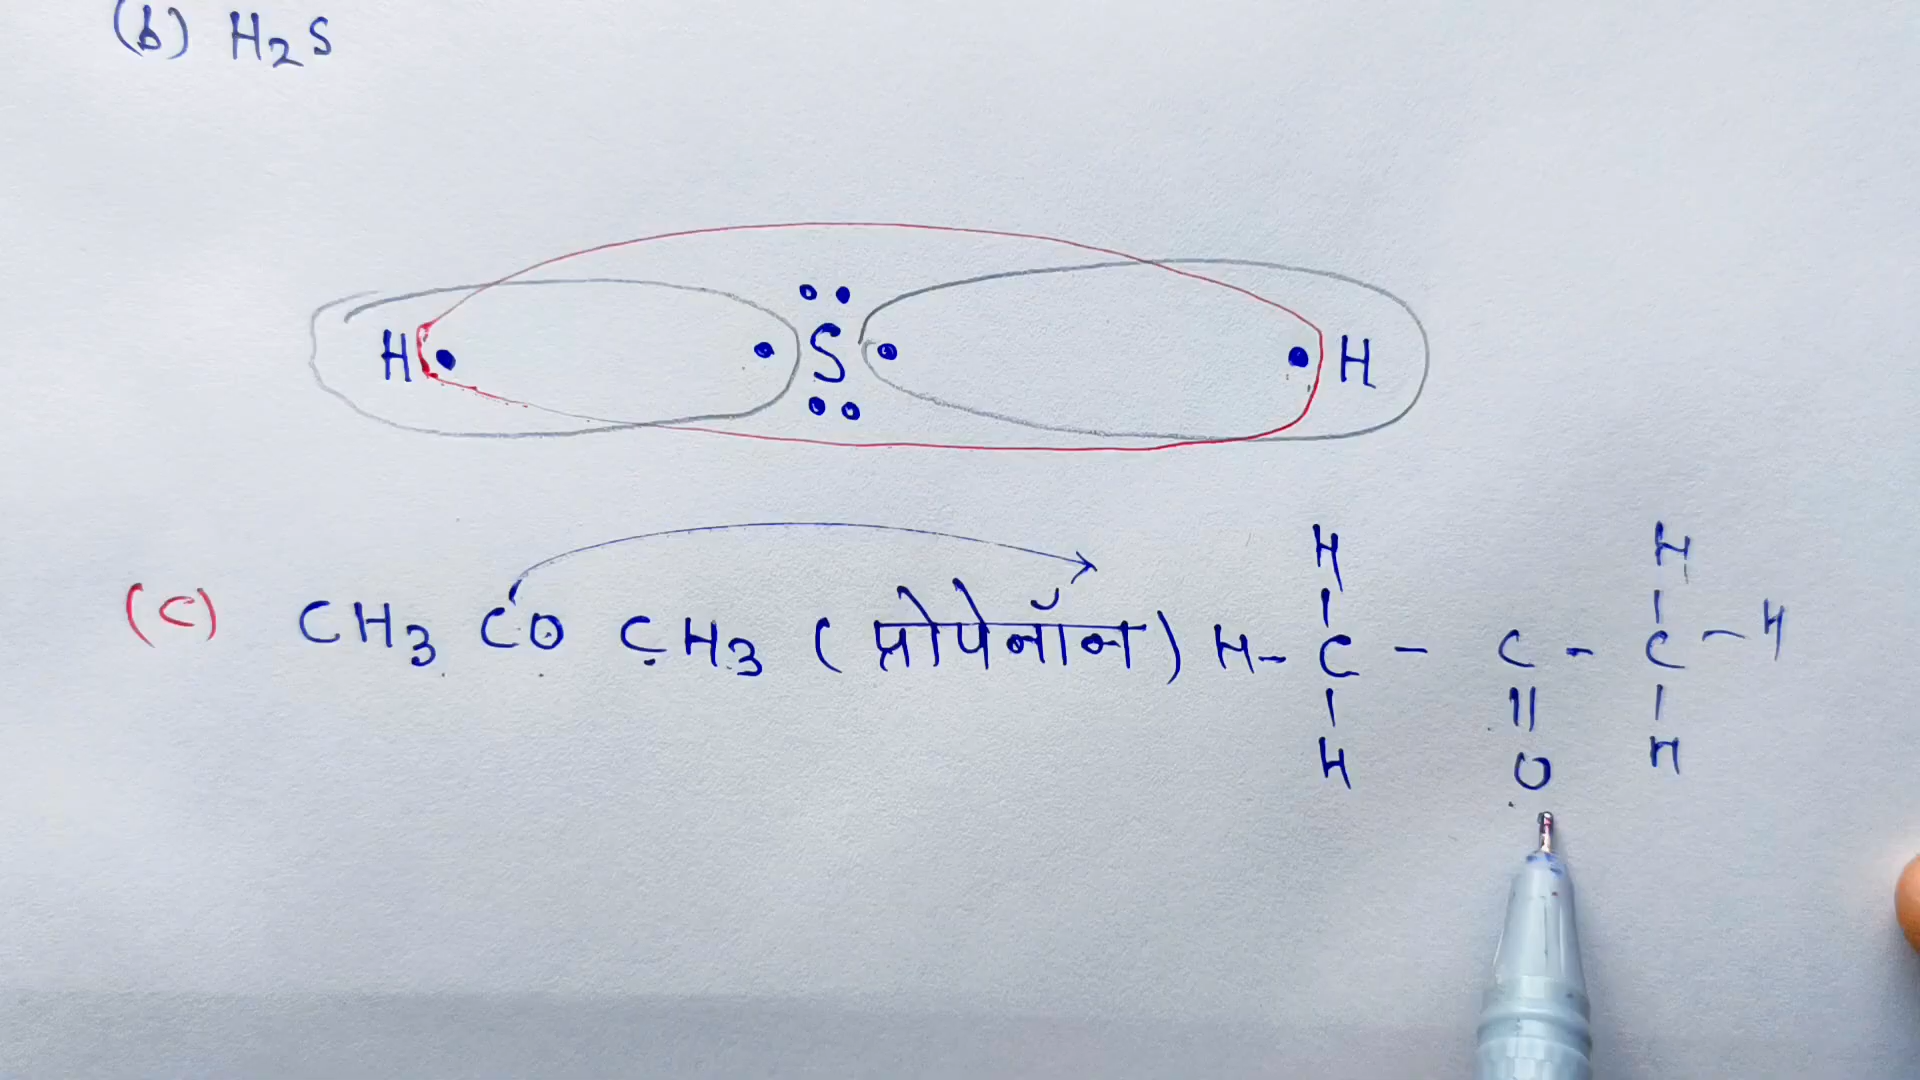 (b) H2S
H S H
H H
(C) CH3 CO CH3 (प्रोपेनॉन) H - C - C - C - H
H O H